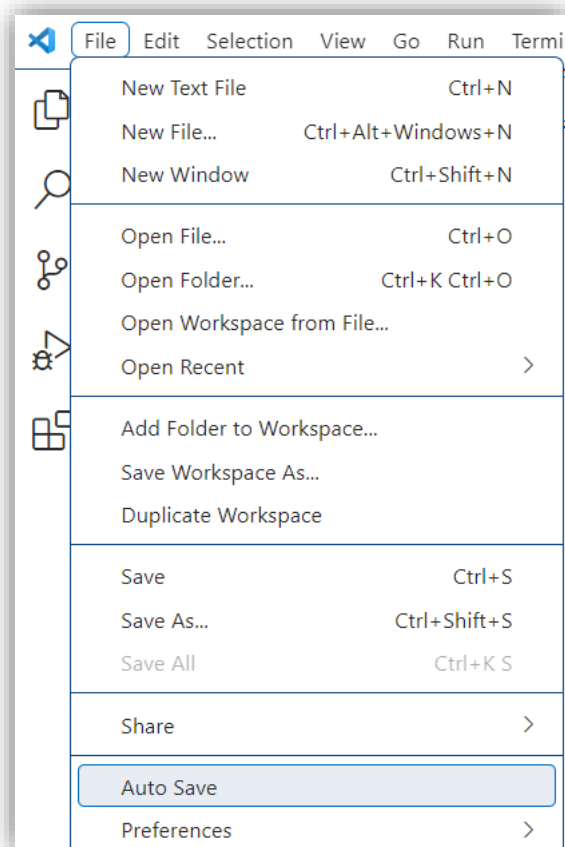 File Edit Selection View Go Run Termi
New Text File Ctrl+N
New File... Ctrl+Alt+Windows+N
New Window Ctrl+Shift+N
Open File... Ctrl+O
Open Folder... Ctrl+K Ctrl+O
Open Workspace from File...
Open Recent
Add Folder to Workspace...
Save Workspace As...
Duplicate Workspace
Save Ctrl+S
Save As... Ctrl+Shift+S
Save All Ctrl+K S
Share
Auto Save
Preferences